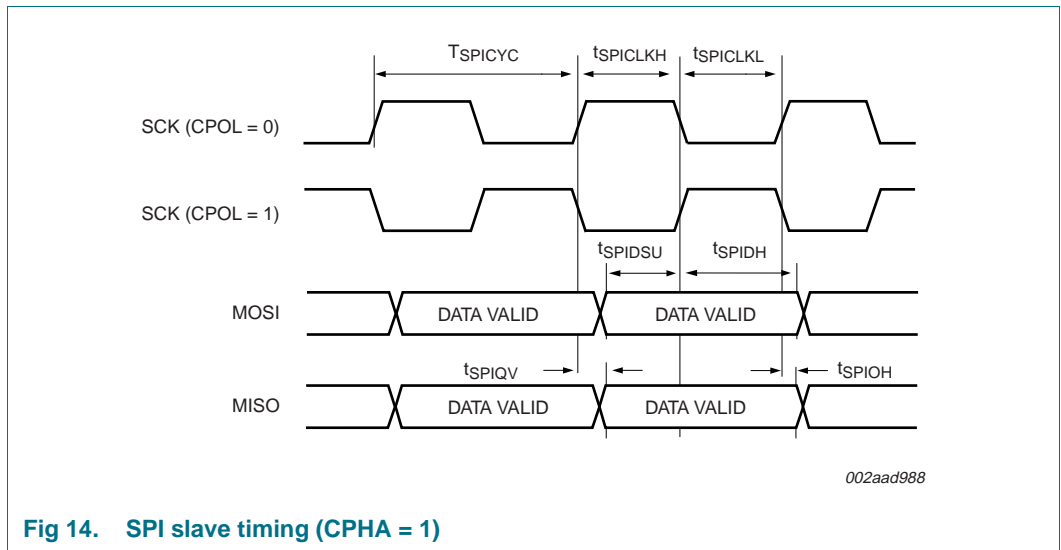 TSPICYC tSPICLKH tSPICLKL
SCK (CPOL = 0)
SCK (CPOL = 1)
tSPIDSU tSPIDH
MOSI DATA VALID DATA VALID
tSPIQV tSPIOH
MISO DATA VALID DATA VALID
002aad988
Fig 14. SPI slave timing (CPHA = 1)